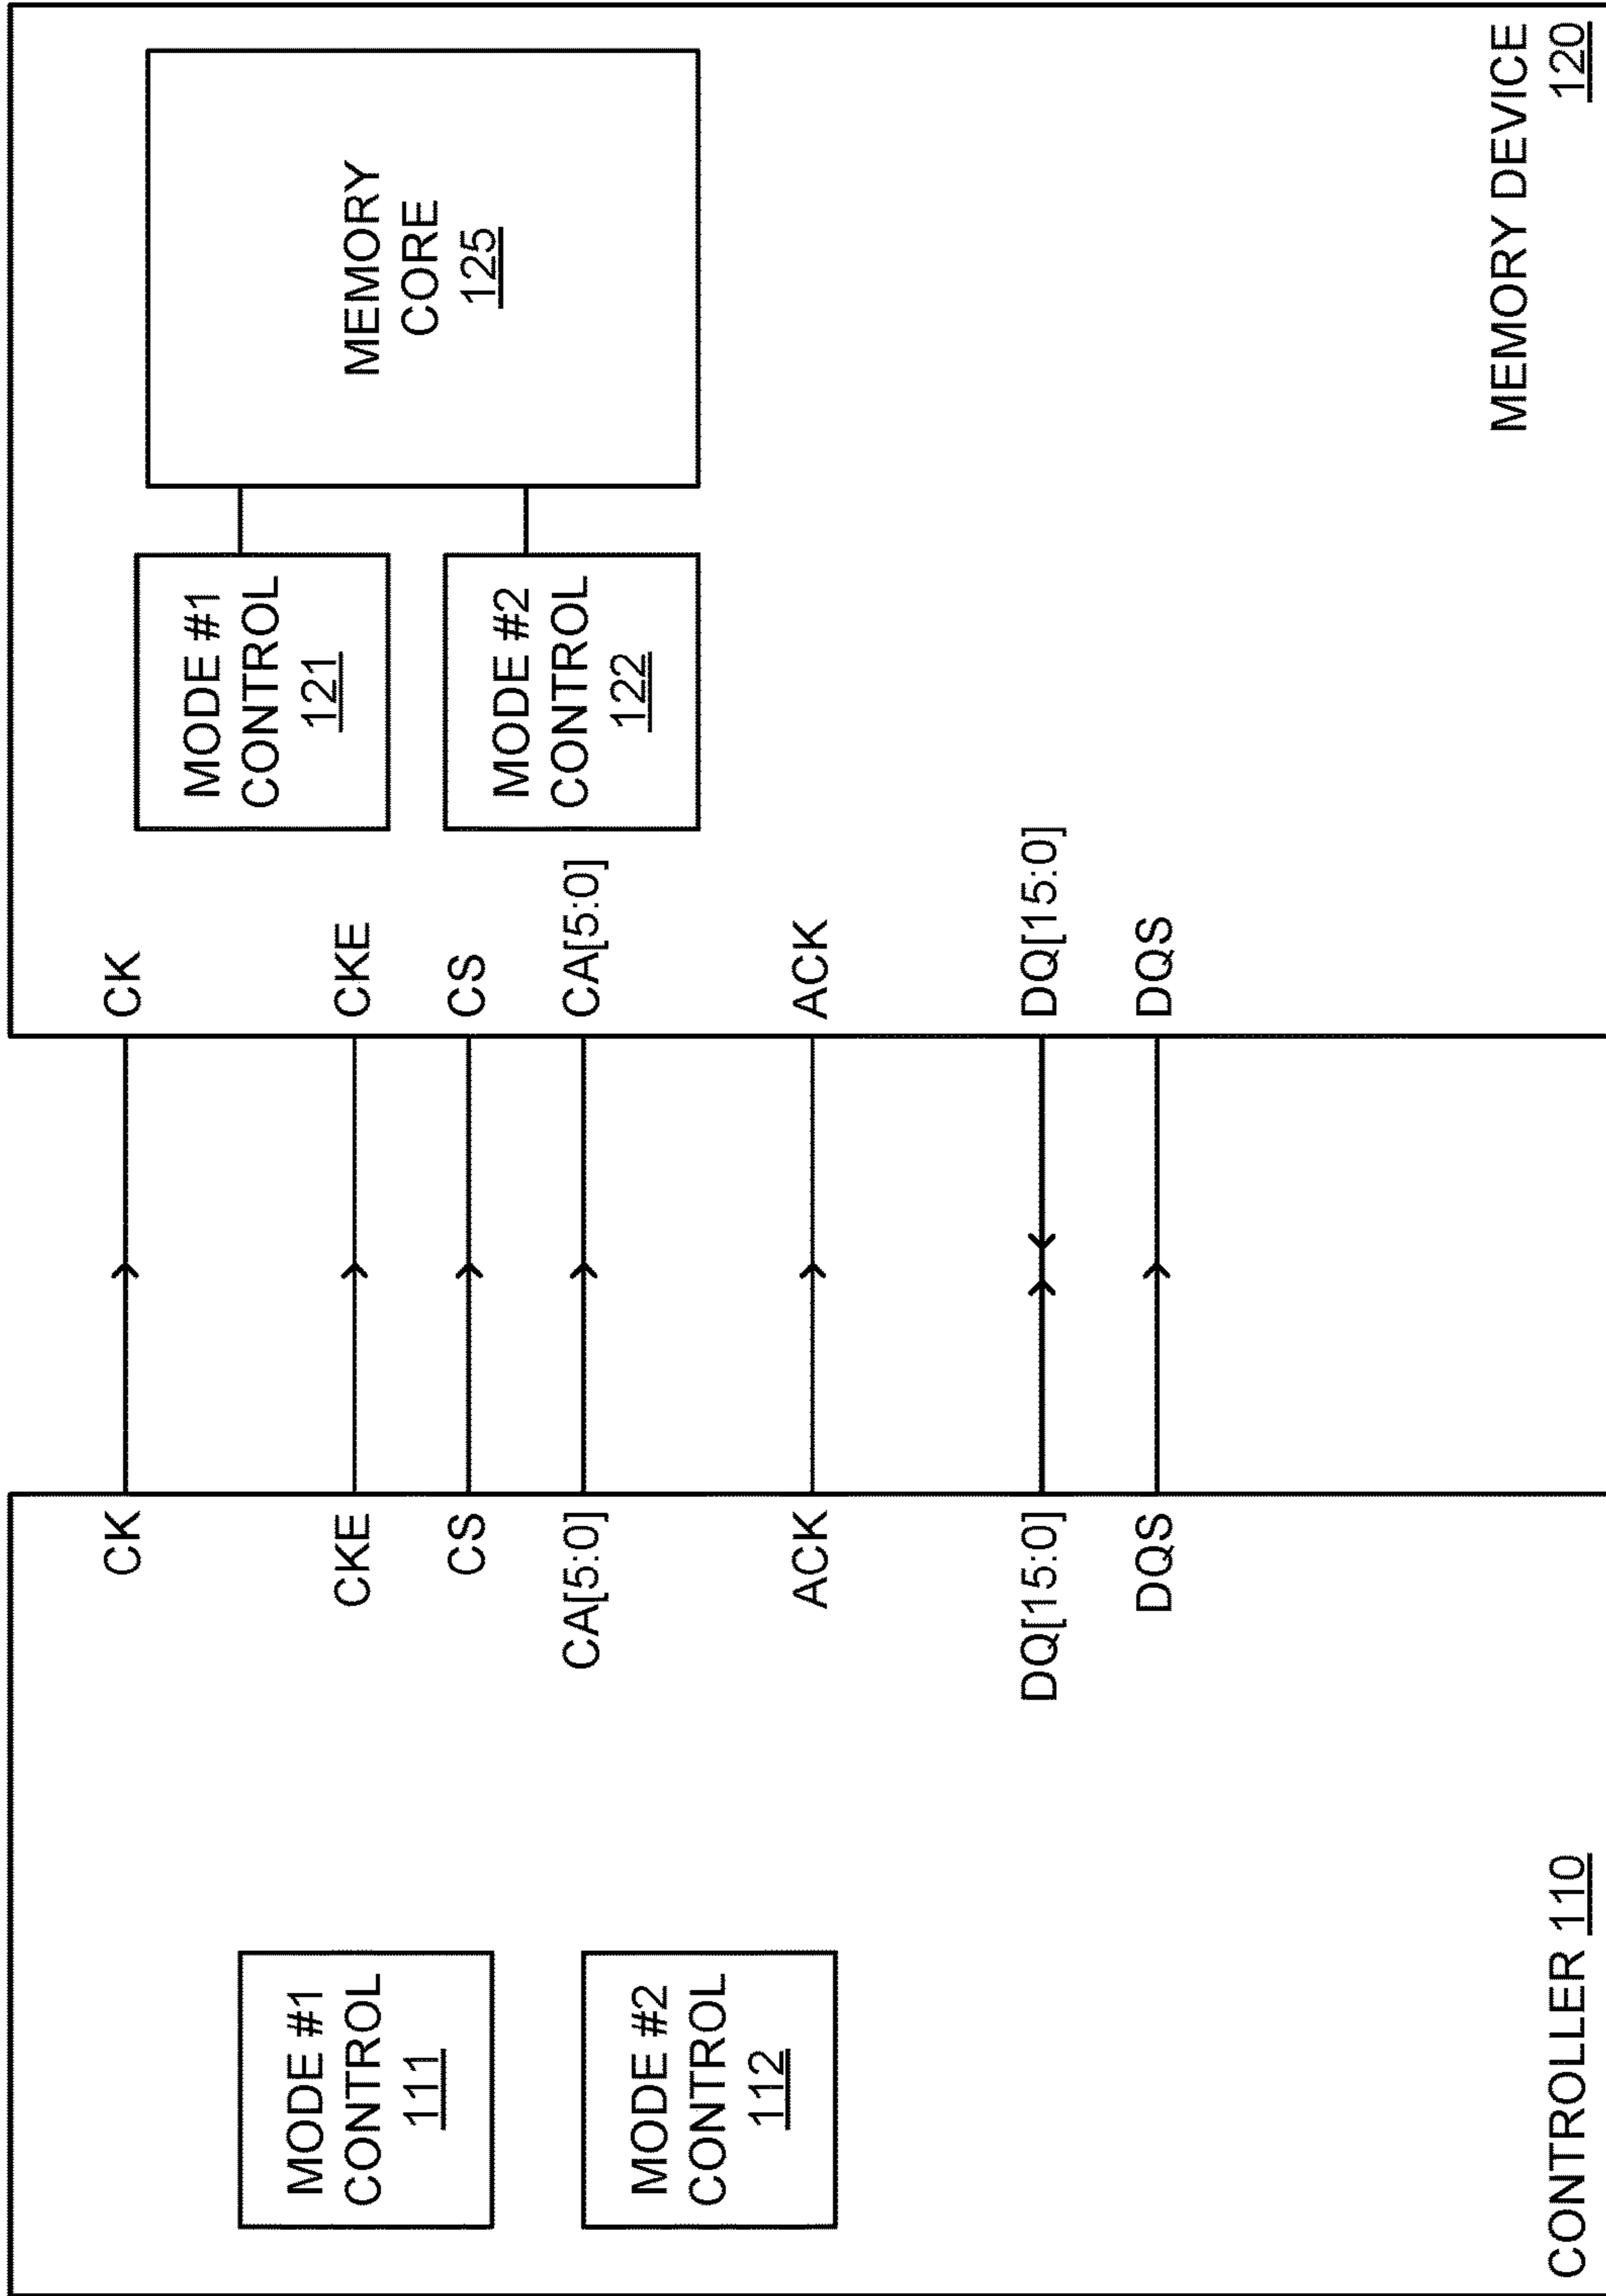 CK
CKE
CS
CA[5:0]
ACK
DQ[15:0]
DQS
MODE #1
CONTROL
111
MODE #2
CONTROL
112
CONTROLLER 110
CK
CKE
CS
CA[5:0]
ACK
DQ[15:0]
DQS
MODE #1
CONTROL
121
MODE #2
CONTROL
122
MEMORY
CORE
125
MEMORY DEVICE
120